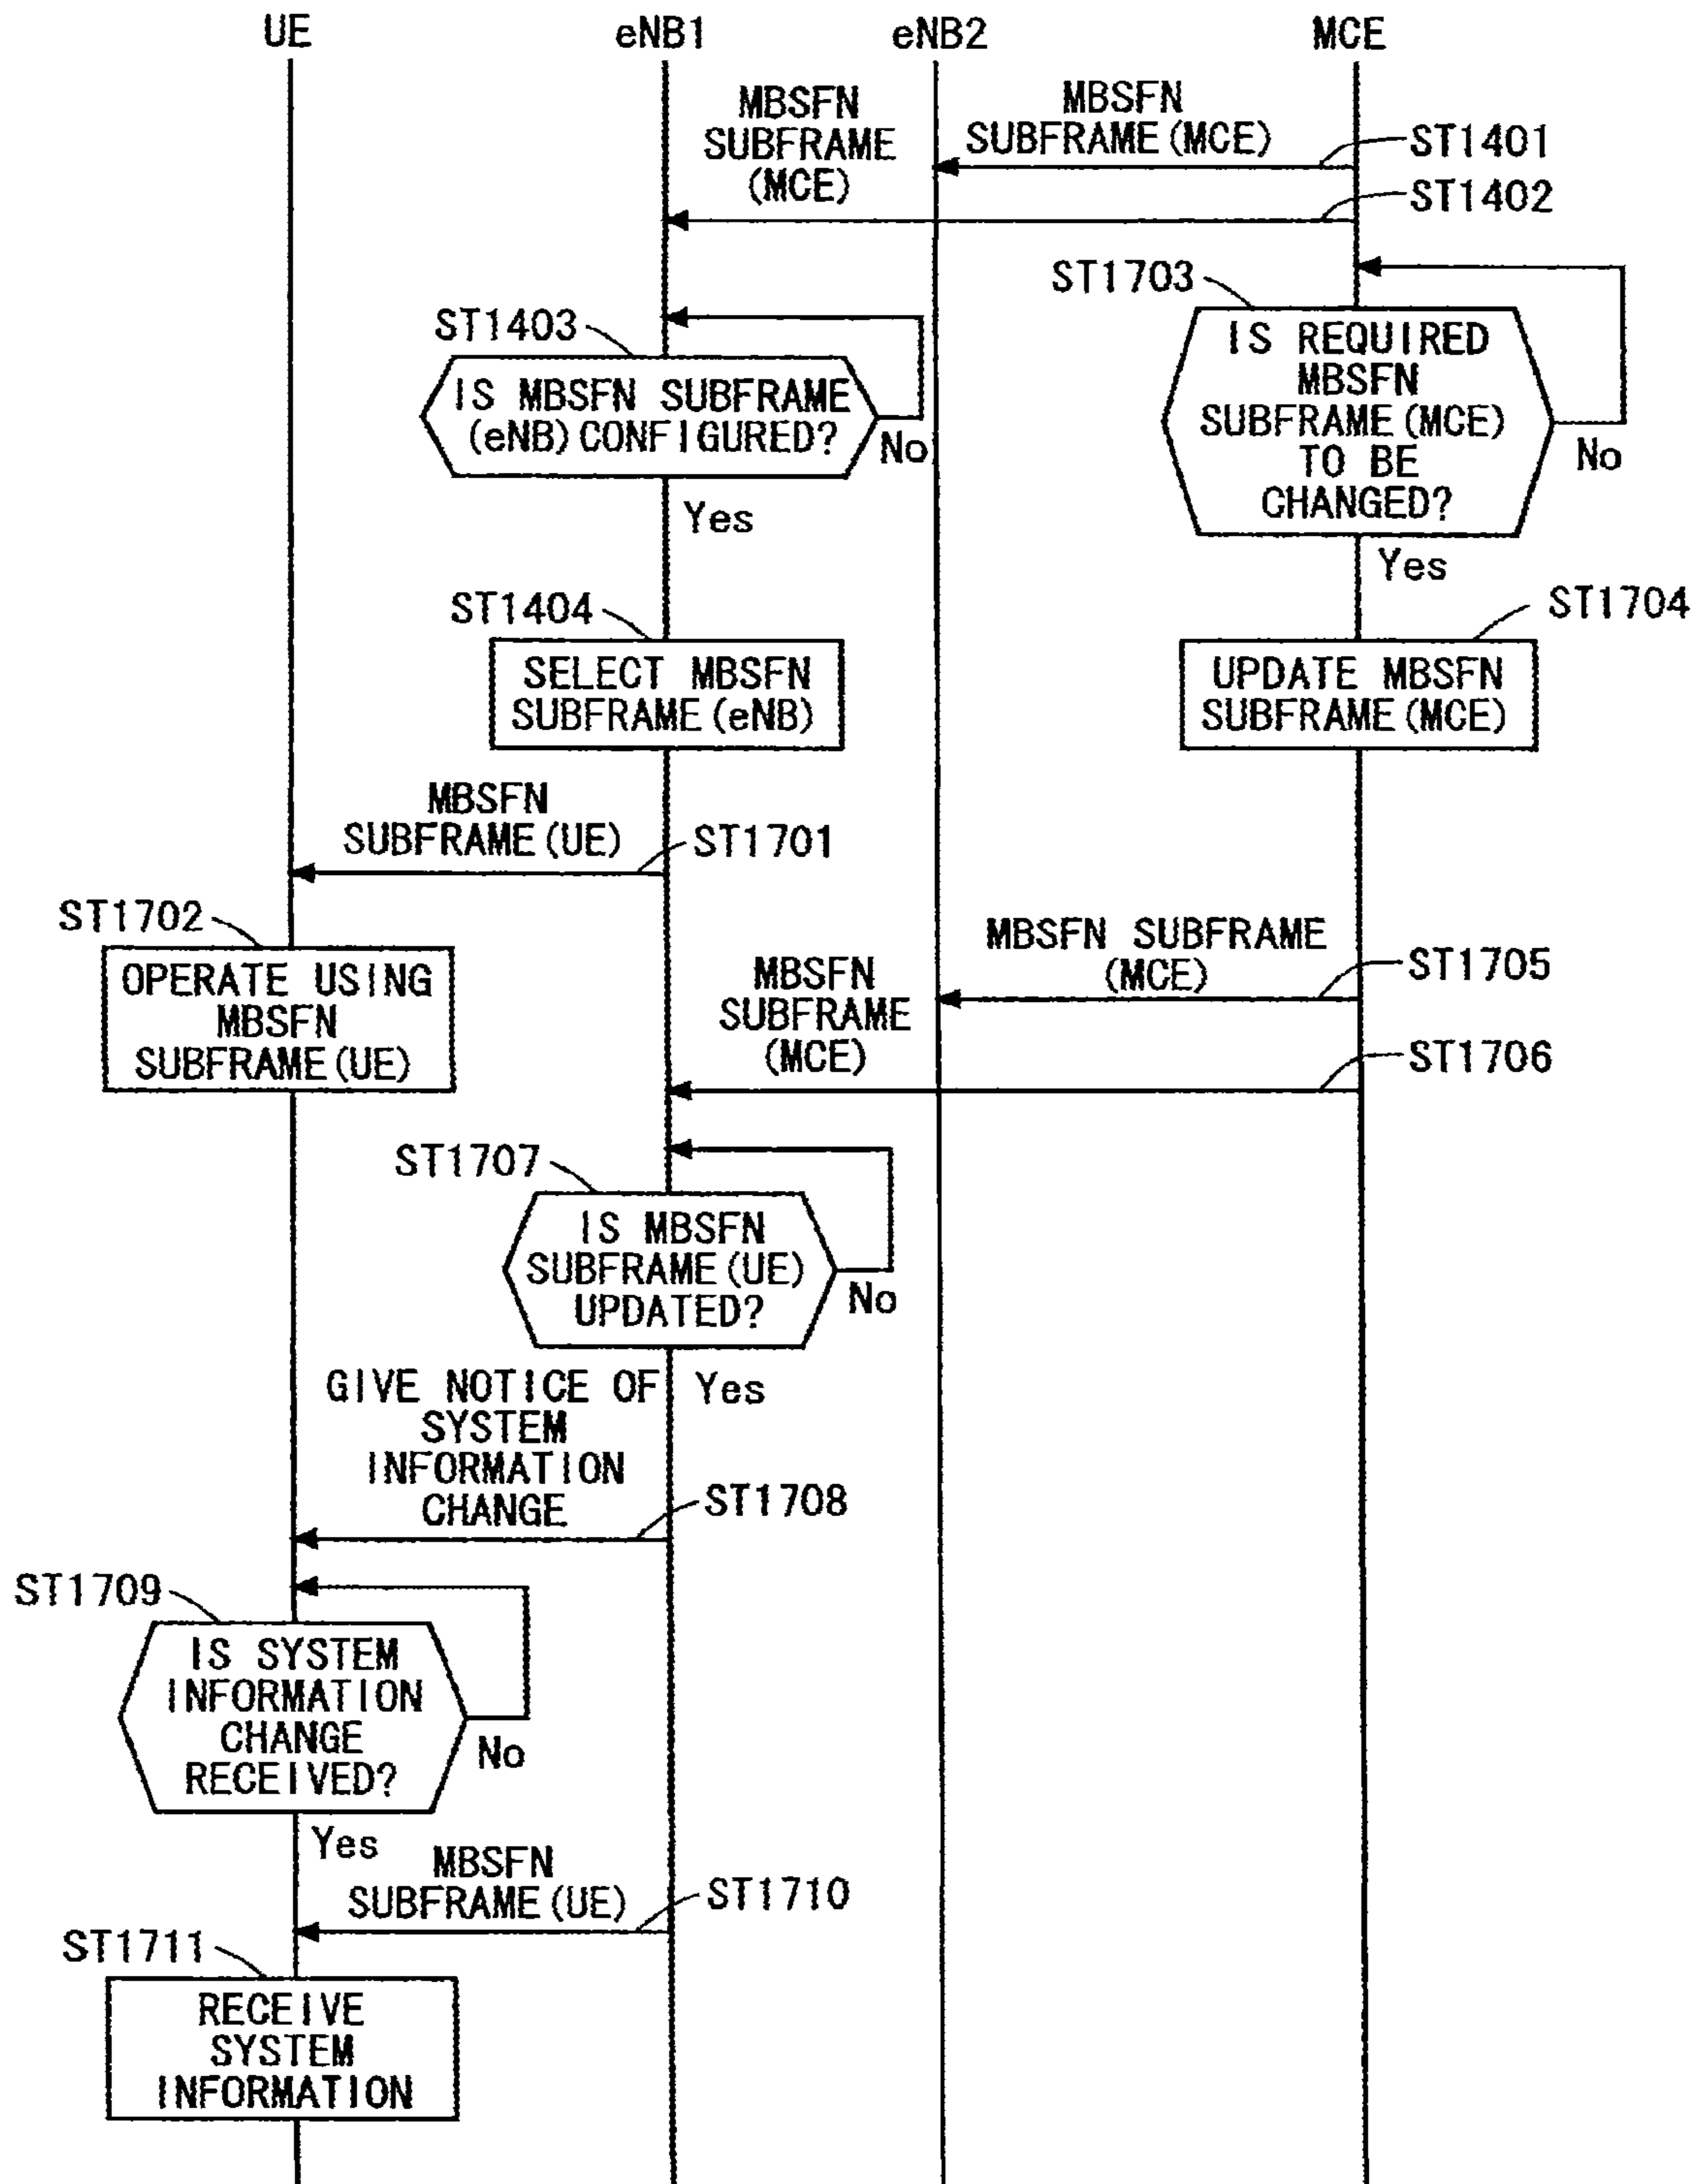 UE
eNB1
eNB2
MCE
MBSFN
SUBFRAME
(MCE)
MBSFN
SUBFRAME(MCE)
ST1401
ST1402
ST1703
IS REQUIRED
MBSFN
SUBFRAME(MCE)
TO BE
CHANGED?
No
Yes
ST1403
IS MBSFN SUBFRAME
(eNB)CONFIGURED?
No
Yes
ST1404
SELECT MBSFN
SUBFRAME(eNB)
ST1704
UPDATE MBSFN
SUBFRAME(MCE)
MBSFN
SUBFRAME(UE)
ST1701
ST1702
OPERATE USING
MBSFN
SUBFRAME(UE)
MBSFN SUBFRAME
(MCE)
ST1705
MBSFN
SUBFRAME
(MCE)
ST1706
ST1707
IS MBSFN
SUBFRAME(UE)
UPDATED?
No
Yes
GIVE NOTICE OF
SYSTEM
INFORMATION
CHANGE
ST1708
ST1709
IS SYSTEM
INFORMATION
CHANGE
RECEIVED?
No
Yes
MBSFN
SUBFRAME(UE)
ST1710
ST1711
RECEIVE
SYSTEM
INFORMATION